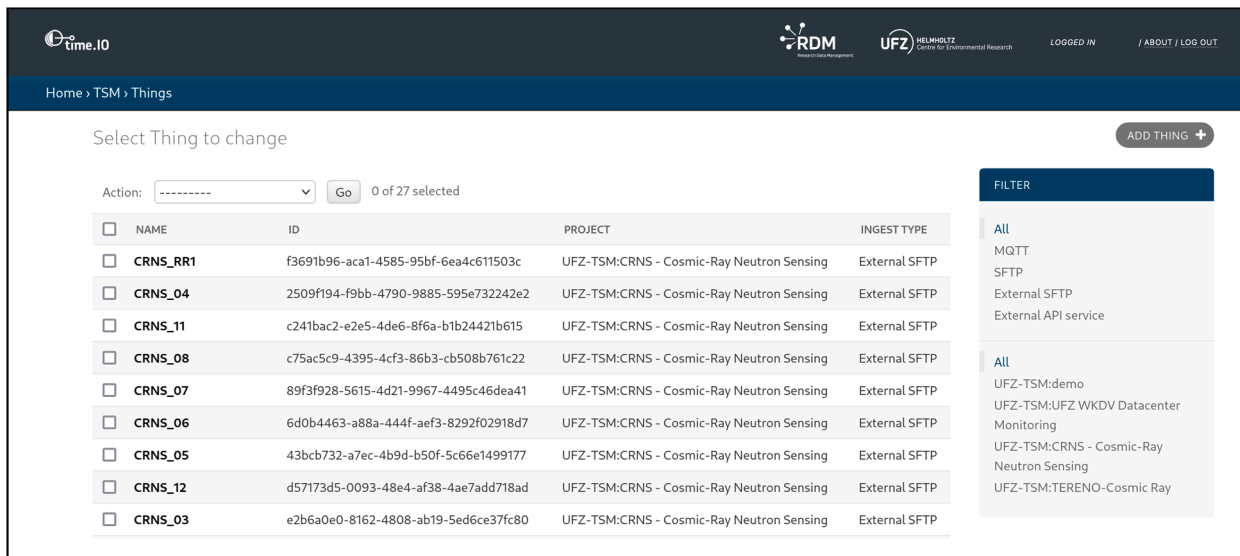 time.IO
RDM
Research Data Management
UFZ HELMHOLTZ
Centre for Environmental Research
LOGGED IN / ABOUT / LOG OUT
Home › TSM › Things
Select Thing to change
ADD THING +
Action: --------- Go 0 of 27 selected
NAME ID PROJECT INGEST TYPE
CRNS_RR1 f3691b96-aca1-4585-95bf-6ea4c611503c UFZ-TSM:CRNS - Cosmic-Ray Neutron Sensing External SFTP
CRNS_04 2509f194-f9bb-4790-9885-595e732242e2 UFZ-TSM:CRNS - Cosmic-Ray Neutron Sensing External SFTP
CRNS_11 c241bac2-e2e5-4de6-8f6a-b1b24421b615 UFZ-TSM:CRNS - Cosmic-Ray Neutron Sensing External SFTP
CRNS_08 c75ac5c9-4395-4cf3-86b3-cb508b761c22 UFZ-TSM:CRNS - Cosmic-Ray Neutron Sensing External SFTP
CRNS_07 89f3f928-5615-4d21-9967-4495c46dea41 UFZ-TSM:CRNS - Cosmic-Ray Neutron Sensing External SFTP
CRNS_06 6d0b4463-a88a-444f-aef3-8292f02918d7 UFZ-TSM:CRNS - Cosmic-Ray Neutron Sensing External SFTP
CRNS_05 43bcb732-a7ec-4b9d-b50f-5c66e1499177 UFZ-TSM:CRNS - Cosmic-Ray Neutron Sensing External SFTP
CRNS_12 d57173d5-0093-48e4-af38-4ae7add718ad UFZ-TSM:CRNS - Cosmic-Ray Neutron Sensing External SFTP
CRNS_03 e2b6a0e0-8162-4808-ab19-5ed6ce37fc80 UFZ-TSM:CRNS - Cosmic-Ray Neutron Sensing External SFTP
FILTER
All
MQTT
SFTP
External SFTP
External API service
All
UFZ-TSM:demo
UFZ-TSM:UFZ WKDV Datacenter
Monitoring
UFZ-TSM:CRNS - Cosmic-Ray
Neutron Sensing
UFZ-TSM:TERENO-Cosmic Ray